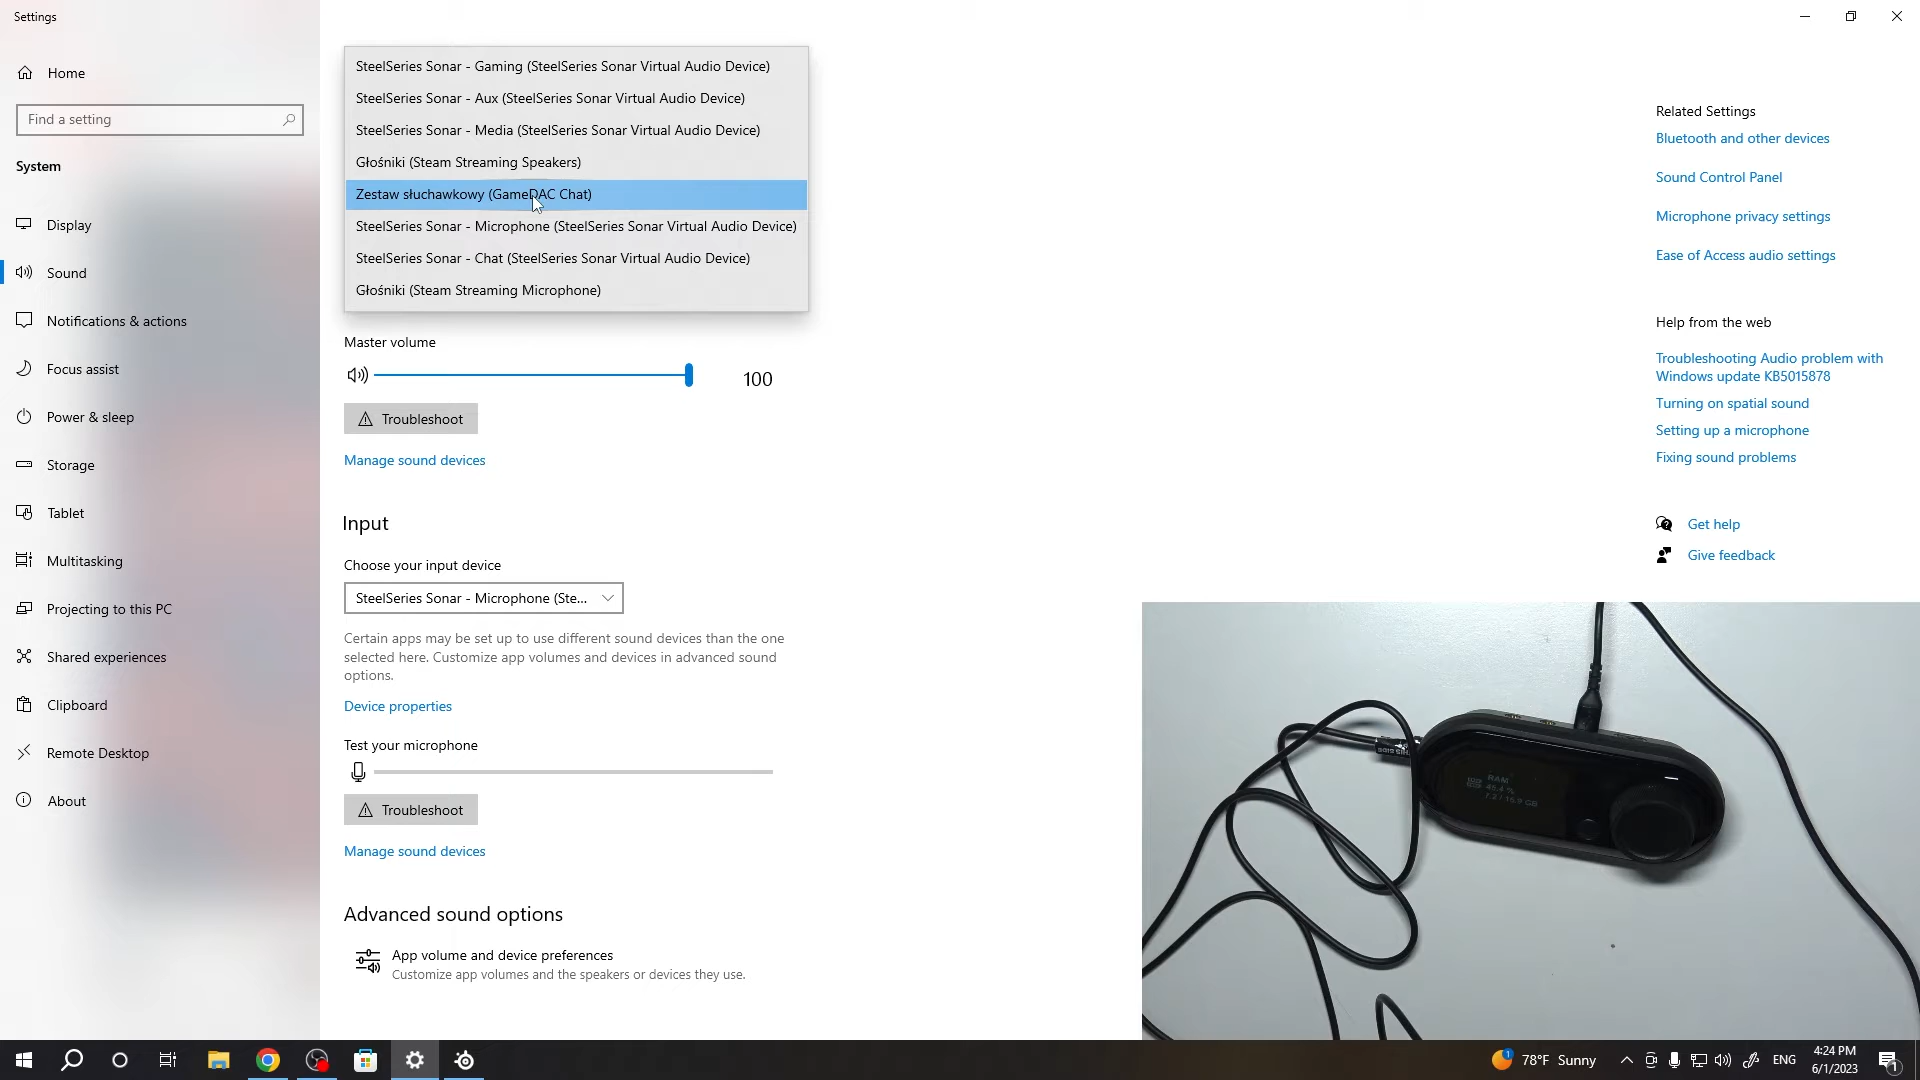 Settings
Home
Find a setting
System
Display
Sound
Notifications & actions
Focus assist
Power & sleep
Storage
Tablet
Multitasking
Projecting to this PC
Shared experiences
Clipboard
Remote Desktop
About
SteelSeries Sonar - Gaming (SteelSeries Sonar Virtual Audio Device)
SteelSeries Sonar - Aux (SteelSeries Sonar Virtual Audio Device)
SteelSeries Sonar - Media (SteelSeries Sonar Virtual Audio Device)
Głośniki (Steam Streaming Speakers)
Zestaw słuchawkowy (GameDAC Chat)
SteelSeries Sonar - Microphone (SteelSeries Sonar Virtual Audio Device)
SteelSeries Sonar - Chat (SteelSeries Sonar Virtual Audio Device)
Głośniki (Steam Streaming Microphone)
Master volume
100
Troubleshoot
Manage sound devices
Input
Choose your input device
SteelSeries Sonar - Microphone (Ste...
Certain apps may be set up to use different sound devices than the one
selected here. Customize app volumes and devices in advanced sound
options.
Device properties
Test your microphone
Troubleshoot
Manage sound devices
Advanced sound options
App volume and device preferences
Customize app volumes and the speakers or devices they use.
Related Settings
Bluetooth and other devices
Sound Control Panel
Microphone privacy settings
Ease of Access audio settings
Help from the web
Troubleshooting Audio problem with
Windows update KB5015878
Turning on spatial sound
Setting up a microphone
Fixing sound problems
Get help
Give feedback
RAM
45.4 %
7.2 / 15.9 GB
1
78°F Sunny
ENG
4:24 PM
6/1/2023
1